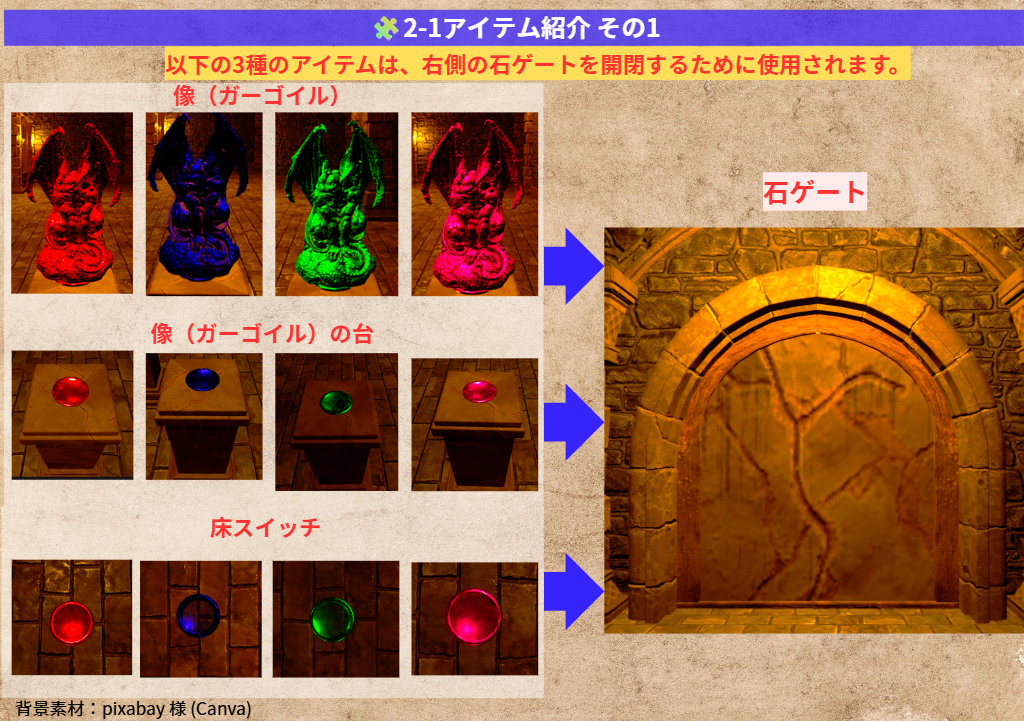 2-1アイテム紹介 その1
以下の3種のアイテムは、右側の石ゲートを開閉するために使用されます。
像（ガーゴイル）
石ゲート
像（ガーゴイル）の台
床スイッチ
背景素材：pixabay 様 (Canva)